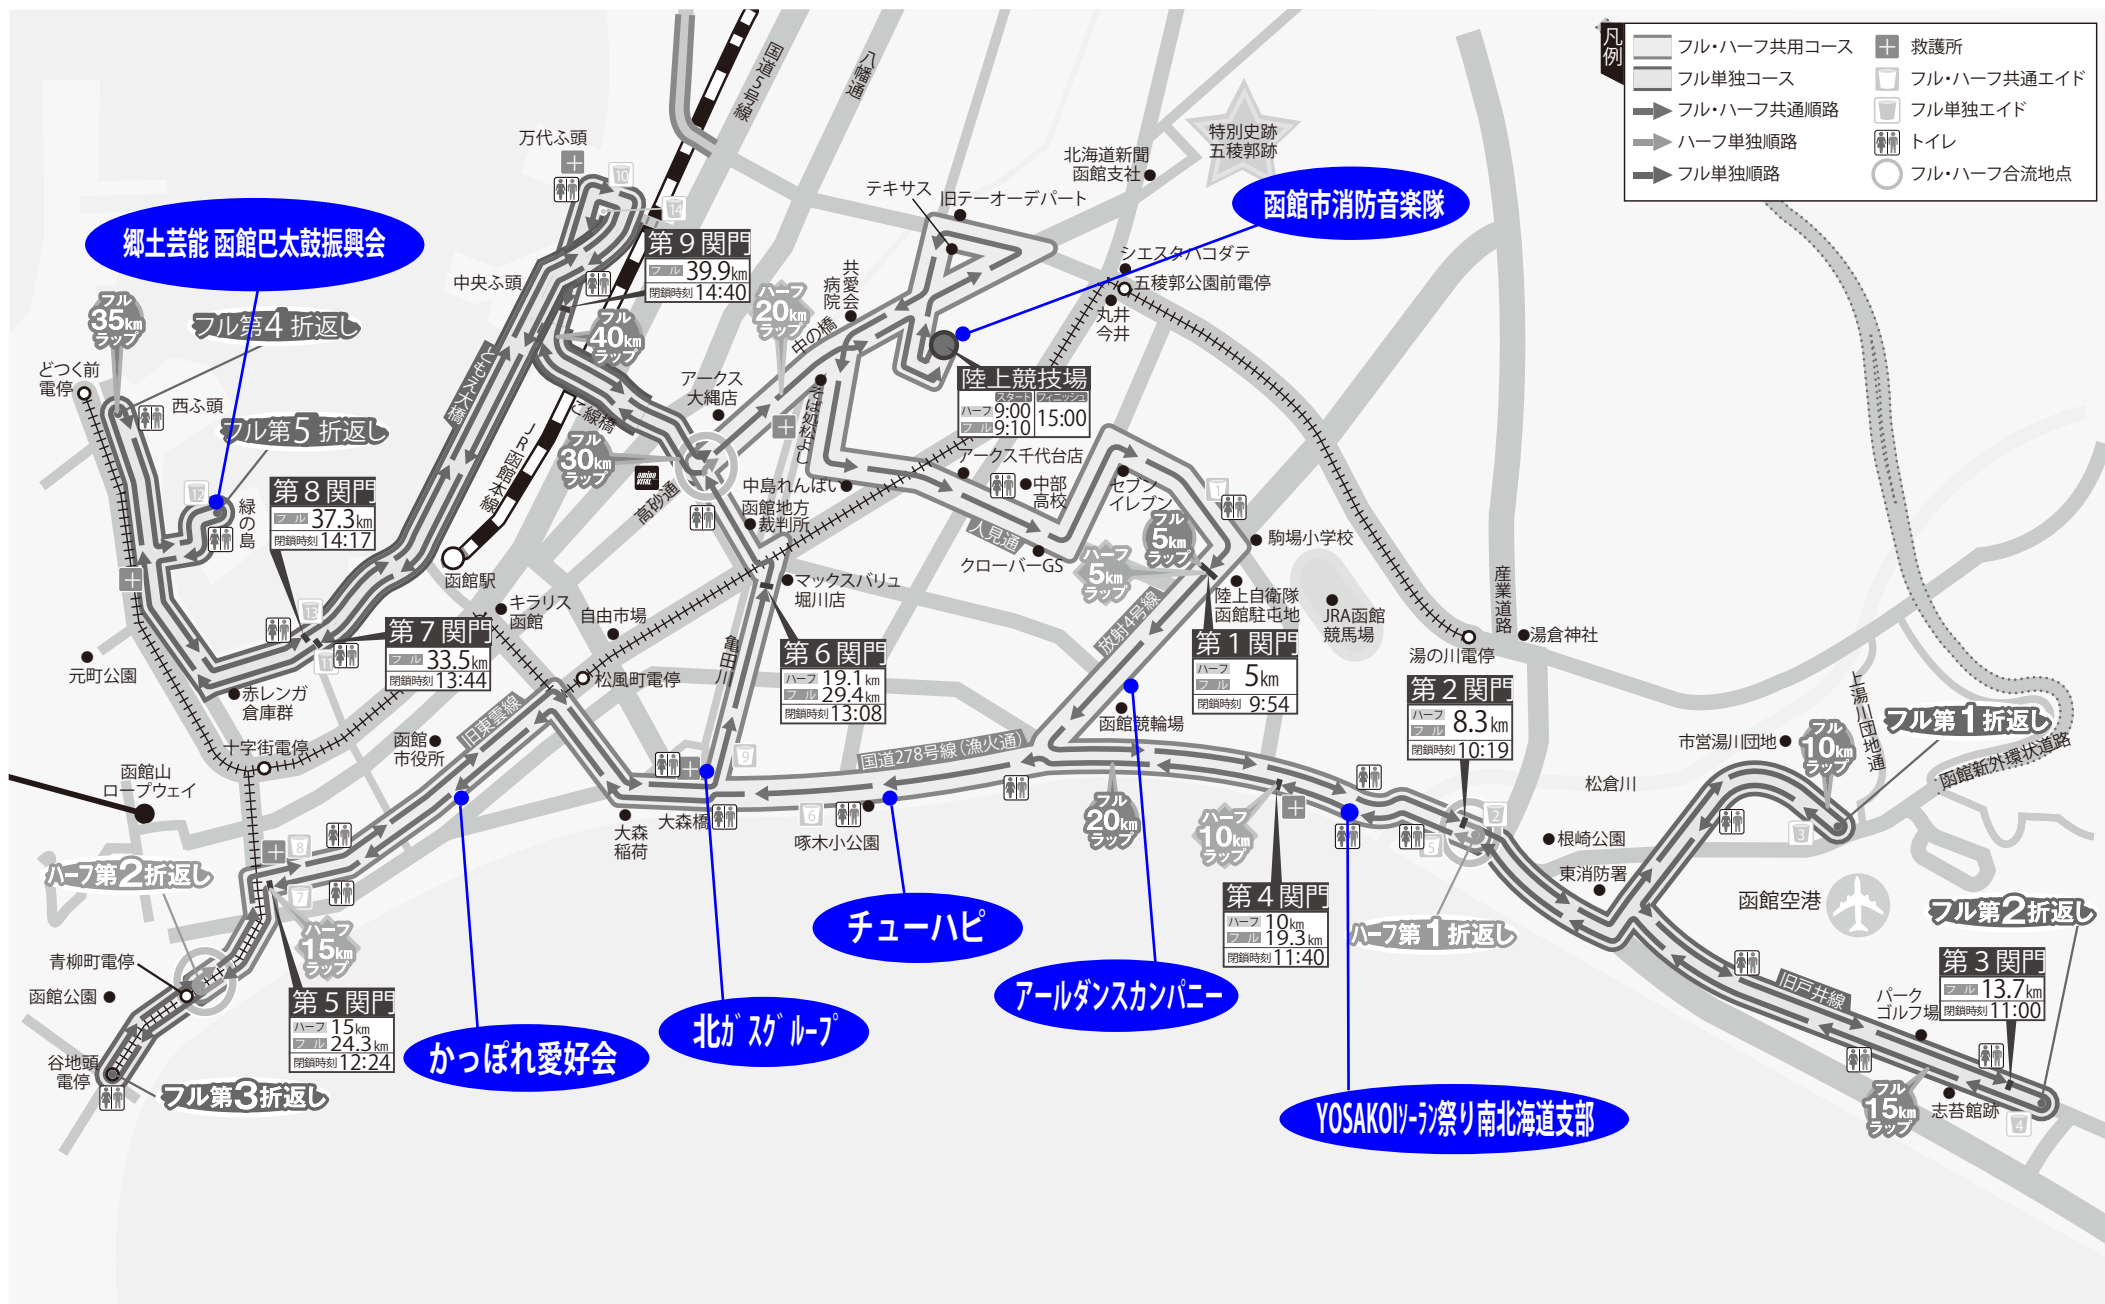 凡例
フル・ハーフ共用コース
フル単独コース
フル・ハーフ共通順路
ハーフ単独順路
フル単独順路
救護所
フル・ハーフ共通エイド
フル単独エイド
トイレ
フル・ハーフ合流地点
国道5号線
八幡通
万代ふ頭
10
14
特別史跡
五稜郭跡
北海道新聞
函館支社
テキサス
旧テーオーデパート
函館市消防音楽隊
郷土芸能 函館巴太鼓振興会
第9関門
フル 39.9km
閉鎖時刻 14:40
中央ふ頭
共愛会
病院
シエスタハコダテ
五稜郭公園前電停
丸井
今井
フル
35km
ラップ
フル第4折返し
ハーフ
20km
ラップ
中の橋
フル
40km
ラップ
どつく前
電停
西ふ頭
ともえ大橋
アークス
大縄店
陸上競技場
スタート フィニッシュ
ハーフ 9:00
フル 9:10
15:00
フル第5折返し
こ線橋
そば処松よし
フル
30km
ラップ
amino
VITAL
高砂通
JR函館本線
アークス千代台店
中島れんばい
中部
高校
セブン
イレブン
1
12
緑の島
第8関門
フル 37.3km
閉鎖時刻 14:17
函館地方
裁判所
人見通
クローバーGS
フル
5km
ラップ
ハーフ
5km
ラップ
駒場小学校
函館駅
キラリス
函館
自由市場
マックスバリュ
堀川店
陸上自衛隊
函館駐屯地
JRA函館
競馬場
産業道路
湯の川電停
湯倉神社
13
11
第7関門
フル 33.5km
閉鎖時刻 13:44
亀田川
第6関門
ハーフ 19.1km
フル 29.4km
閉鎖時刻 13:08
放射4号線
第1関門
ハーフ
フル
5km
閉鎖時刻 9:54
元町公園
赤レンガ
倉庫群
松風町電停
旧東雲線
函館
市役所
函館競輪場
第2関門
ハーフ
フル
8.3km
閉鎖時刻 10:19
上湯川団地通
フル第1折返し
市営湯川団地
フル
10km
ラップ
函館新外環状道路
十字街電停
函館山
ロープウェイ
9
国道278号線(漁火通)
松倉川
大森
稲荷
大森橋
6
啄木小公園
フル
20km
ラップ
ハーフ
10km
ラップ
5
2
3
根崎公園
東消防署
函館空港
8
7
ハーフ第2折返し
ハーフ
15km
ラップ
チューハピ
第4関門
ハーフ 10km
フル 19.3km
閉鎖時刻 11:40
ハーフ第1折返し
フル第2折返し
青柳町電停
函館公園
第5関門
ハーフ 15km
フル 24.3km
閉鎖時刻 12:24
アールダンスカンパニー
旧戸井線
パーク
ゴルフ場
第3関門
フル 13.7km
閉鎖時刻 11:00
谷地頭
電停
フル第3折返し
かっぽれ愛好会
北ガスグループ
YOSAKOIソーラン祭り南北海道支部
フル
15km
ラップ
志苔館跡
4